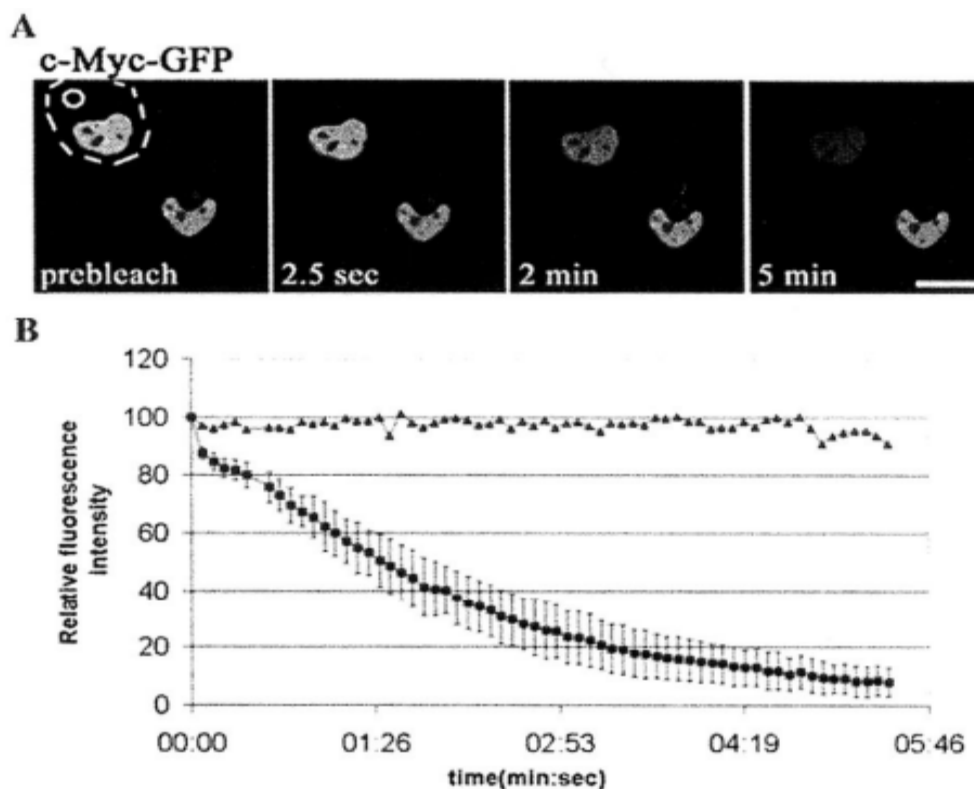 A
c-Myc-GFP
prebleach
2.5 sec
2 min
5 min
B
120
100
80
60
40
20
0
Relative fluorescence
intensity
00:00
01:26
02:53
04:19
05:46
time(min:sec)